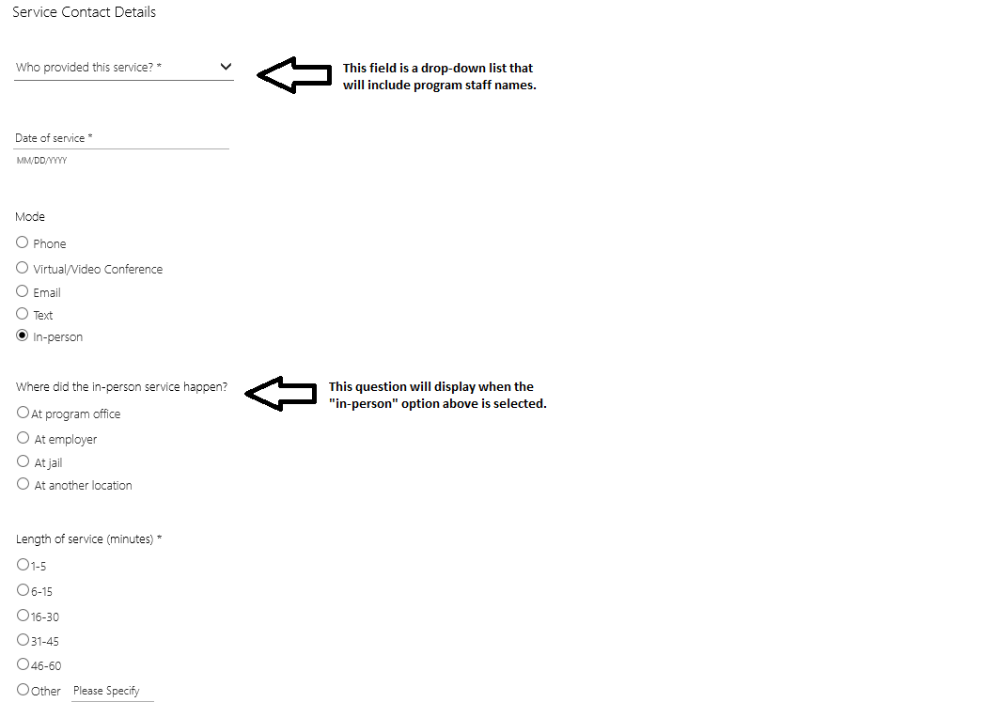 Service Contact Details
Who provided this service? *
This field is a drop-down list that
will include program staff names.
Date of service *
MM/DD/YYYY
Mode
Phone
Virtual/Video Conference
Email
Text
In-person
Where did the in-person service happen?
This question will display when the
"in-person" option above is selected.
At program office
At employer
At jail
At another location
Length of service (minutes) *
1-5
6-15
16-30
31-45
46-60
Other Please Specify